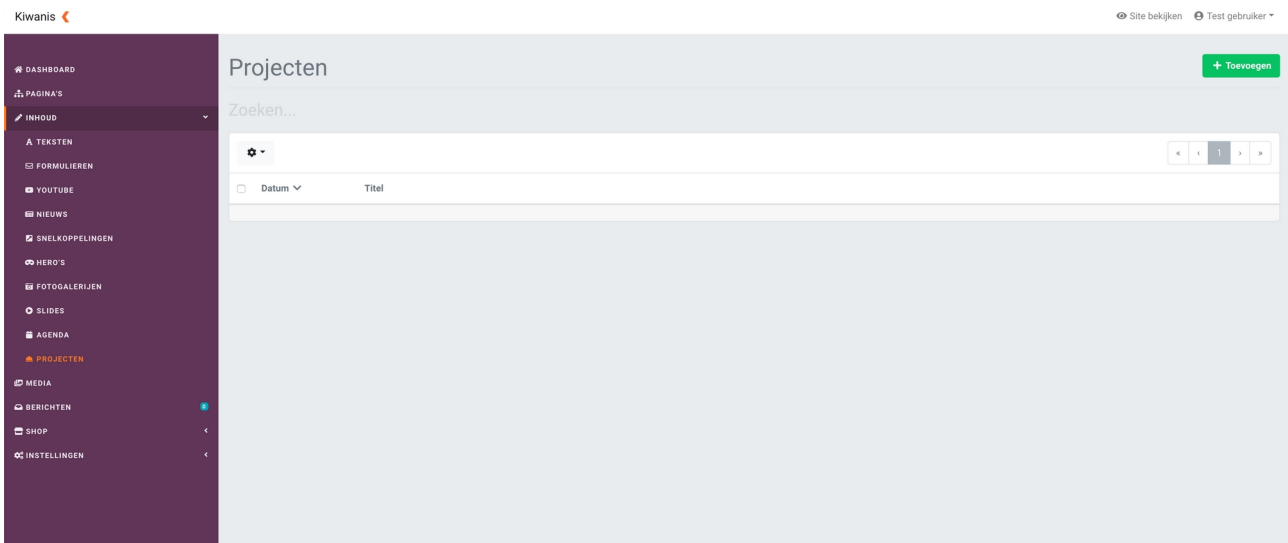 Kiwanis
Site bekijken
Test gebruiker
DASHBOARD
PAGINA'S
INHOUD
TEKSTEN
FORMULIEREN
YOUTUBE
NIEUWS
SNELKOPPELINGEN
HERO'S
FOTOGALERIJEN
SLIDES
AGENDA
PROJECTEN
MEDIA
BERICHTEN 0
SHOP
INSTELLINGEN
Projecten
+ Toevoegen
Zoeken...
« ‹ 1 › »
Datum Titel